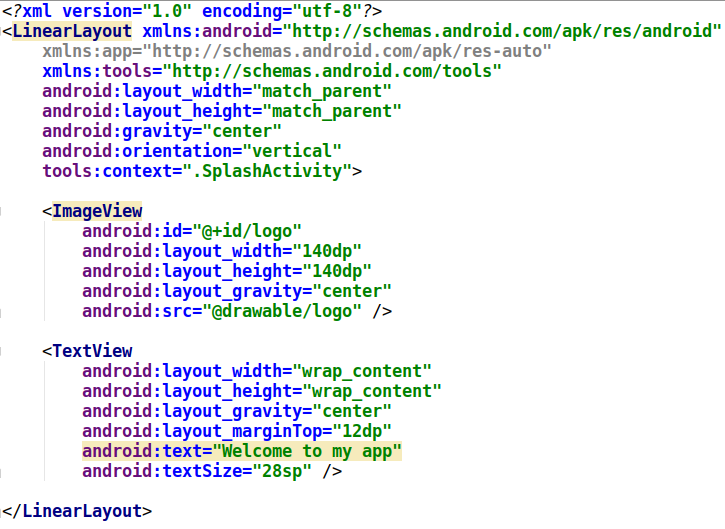 <?xml version="1.0" encoding="utf-8"?>
<LinearLayout xmlns:android="http://schemas.android.com/apk/res/android"
    xmlns:app="http://schemas.android.com/apk/res-auto"
    xmlns:tools="http://schemas.android.com/tools"
    android:layout_width="match_parent"
    android:layout_height="match_parent"
    android:gravity="center"
    android:orientation="vertical"
    tools:context=".SplashActivity">

    <ImageView
        android:id="@+id/logo"
        android:layout_width="140dp"
        android:layout_height="140dp"
        android:layout_gravity="center"
        android:src="@drawable/logo" />

    <TextView
        android:layout_width="wrap_content"
        android:layout_height="wrap_content"
        android:layout_gravity="center"
        android:layout_marginTop="12dp"
        android:text="Welcome to my app"
        android:textSize="28sp" />

</LinearLayout>